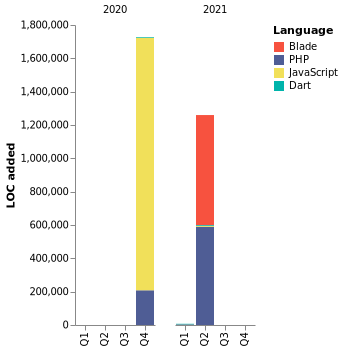 2020 2021
Language
Blade
PHP
JavaScript
Dart
LOC added
1,800,000
1,600,000
1,400,000
1,200,000
1,000,000
800,000
600,000
400,000
200,000
0
Q1 Q2 Q3 Q4 Q1 Q2 Q3 Q4